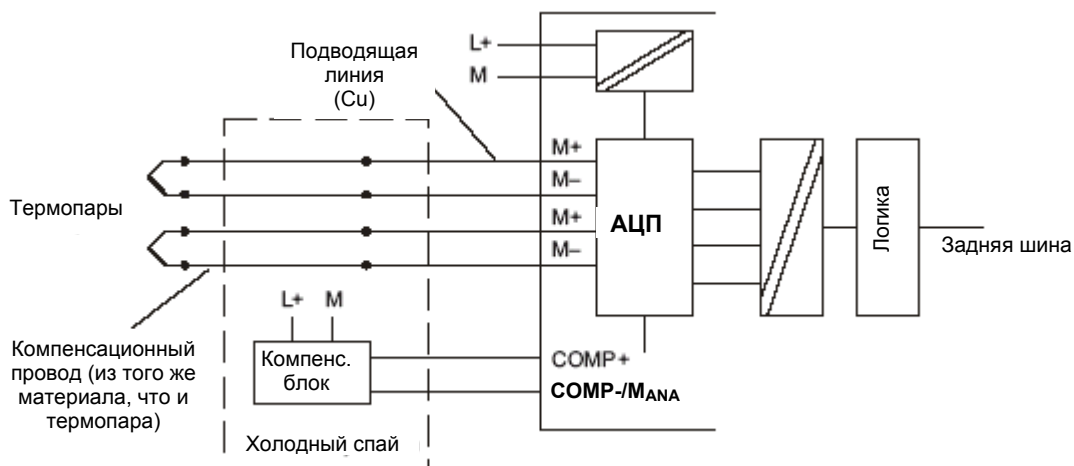 L+
M
Подводящая
линия
(Cu)
M+
M–
M+
M–
АЦП
Термопары
Логика
Задняя шина
L+ M
Компенсационный
провод (из того же
материала, что и
термопара)
Компенс.
блок
COMP+
COMP-/MANA
Холодный спай